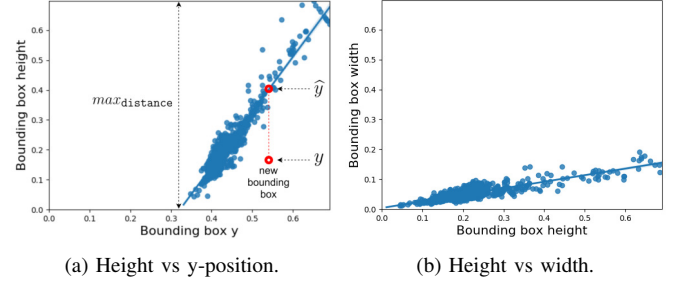 0.6
0.5
0.4
0.3
0.2
0.1
0.0
Bounding box height
max_distance
ŷ
y
new
bounding
box
0.0 0.1 0.2 0.3 0.4 0.5 0.6
Bounding box y
(a) Height vs y-position.
0.6
0.5
0.4
0.3
0.2
0.1
0.0
Bounding box width
0.0 0.1 0.2 0.3 0.4 0.5 0.6
Bounding box height
(b) Height vs width.